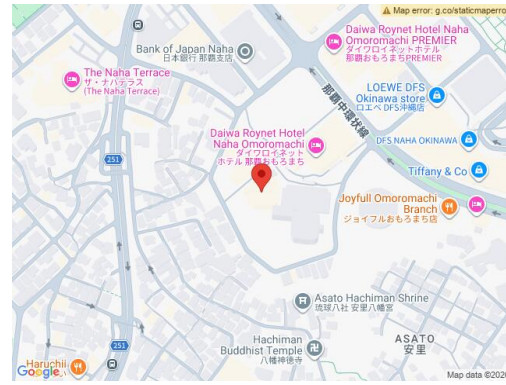 Map error: g.co/staticmaperro
Daiwa Roynet Hotel Naha
Omoromachi PREMIER
ダイワロイネットホテル
那覇おもろまちPREMIER
Bank of Japan Naha
日本銀行 那覇支店
The Naha Terrace
ザ・ナハテラス
(The Naha Terrace)
LOEWE DFS
Okinawa store
ロエベ DFS沖縄店
那覇中環状線
Daiwa Roynet Hotel
Naha Omoromachi
ダイワロイネット
ホテル 那覇おもろまち
DFS NAHA OKINAWA
251
Tiffany & Co
Joyfull Omoromachi
Branch
ジョイフルおもろまち店
Asato Hachiman Shrine
琉球八社 安里八幡宮
Hachiman
Buddhist Temple
八幡神徳寺
ASATO
安里
251
Haruchii
Google
Map data ©202